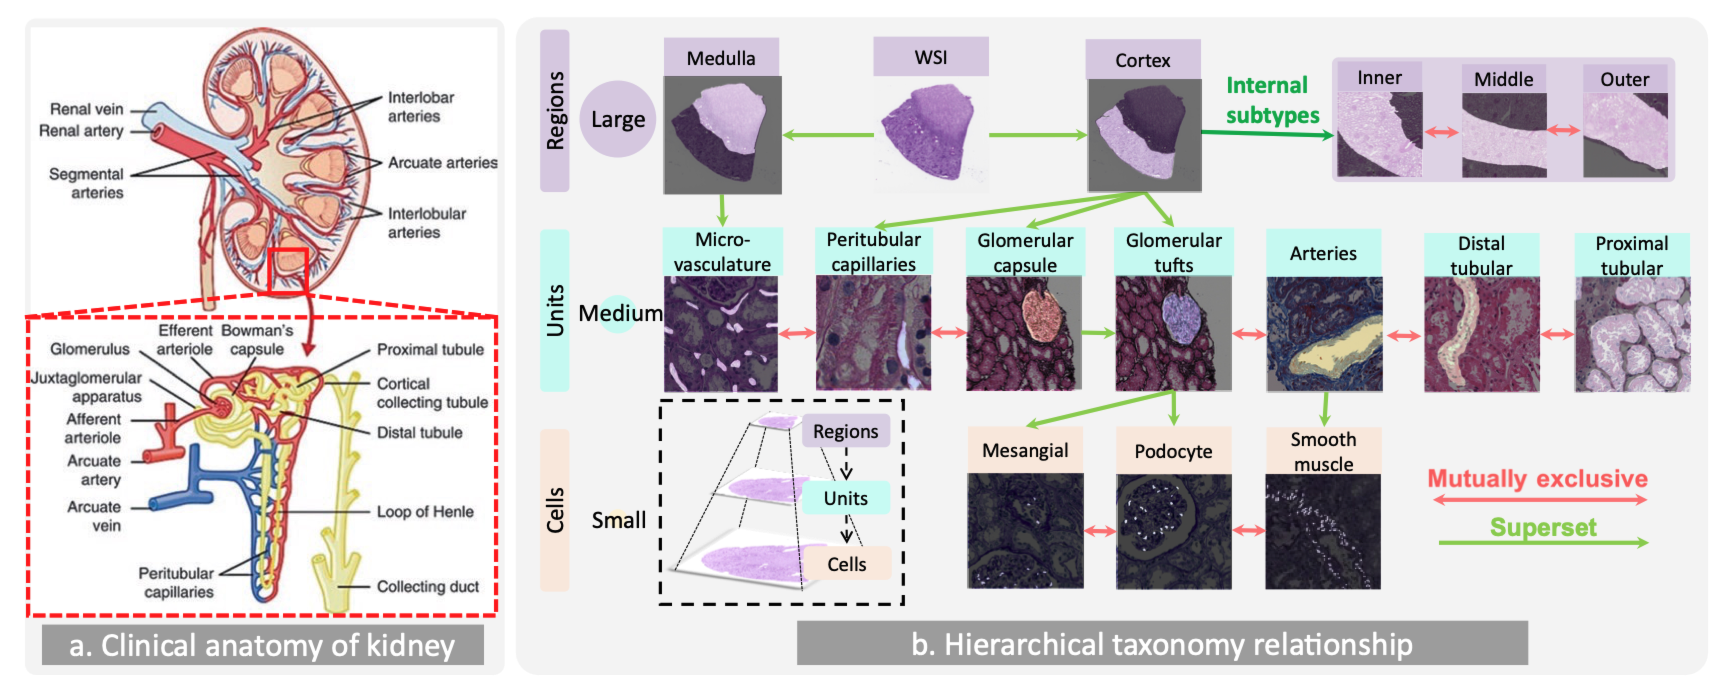 Renal vein
Renal artery
Segmental
arteries
Interlobar
arteries
Arcuate arteries
Interlobular
arteries
Efferent
arteriole
Bowman's
capsule
Glomerulus
Juxtaglomerular
apparatus
Afferent
arteriole
Arcuate
artery
Arcuate
vein
Peritubular
capillaries
Proximal tubule
Cortical
collecting tubule
Distal tubule
Loop of Henle
Collecting duct
a. Clinical anatomy of kidney
Regions
Large
Medulla
WSI
Cortex
Internal
subtypes
Inner
Middle
Outer
Units
Medium
Micro-
vasculature
Peritubular
capillaries
Glomerular
capsule
Glomerular
tufts
Arteries
Distal
tubular
Proximal
tubular
Cells
Small
Regions
Units
Cells
Mesangial
Podocyte
Smooth
muscle
Mutually exclusive
Superset
b. Hierarchical taxonomy relationship